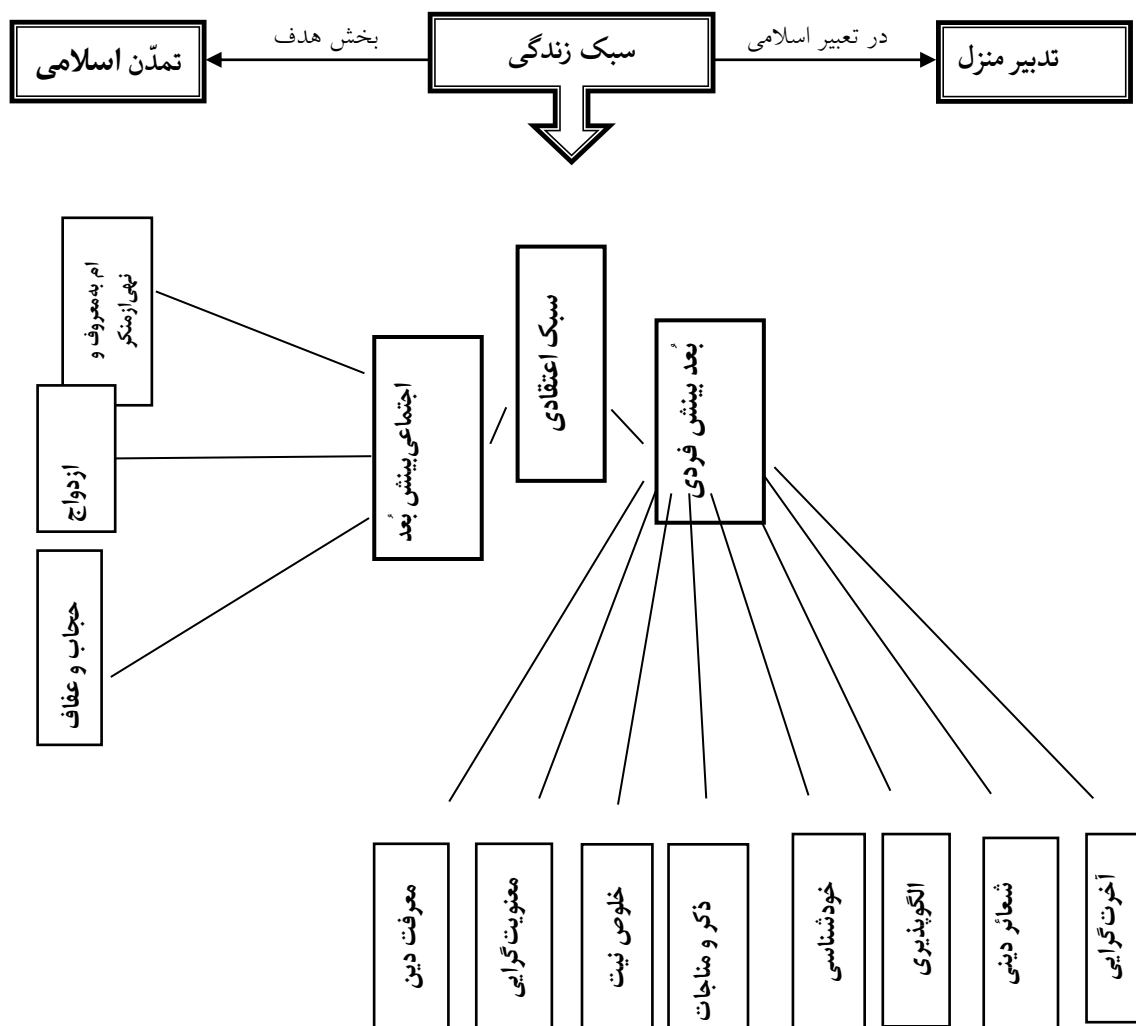 تدبیر منزل
در تعبیر اسلامی
سبک زندگی
بخش هدف
تمدّن اسلامی
سبک اعتقادی
بُعد بینش فردی
اجتماعی‌بینش بُعد
ام به‌معروف و
نهی‌ازمنکر
ازدواج
حجاب و عفاف
آخرت‌گرایی
شعائر دینی
الگوپذیری
خودشناسی
ذکر و مناجات
خلوص نیت
معنویت‌گرایی
معرفت دین